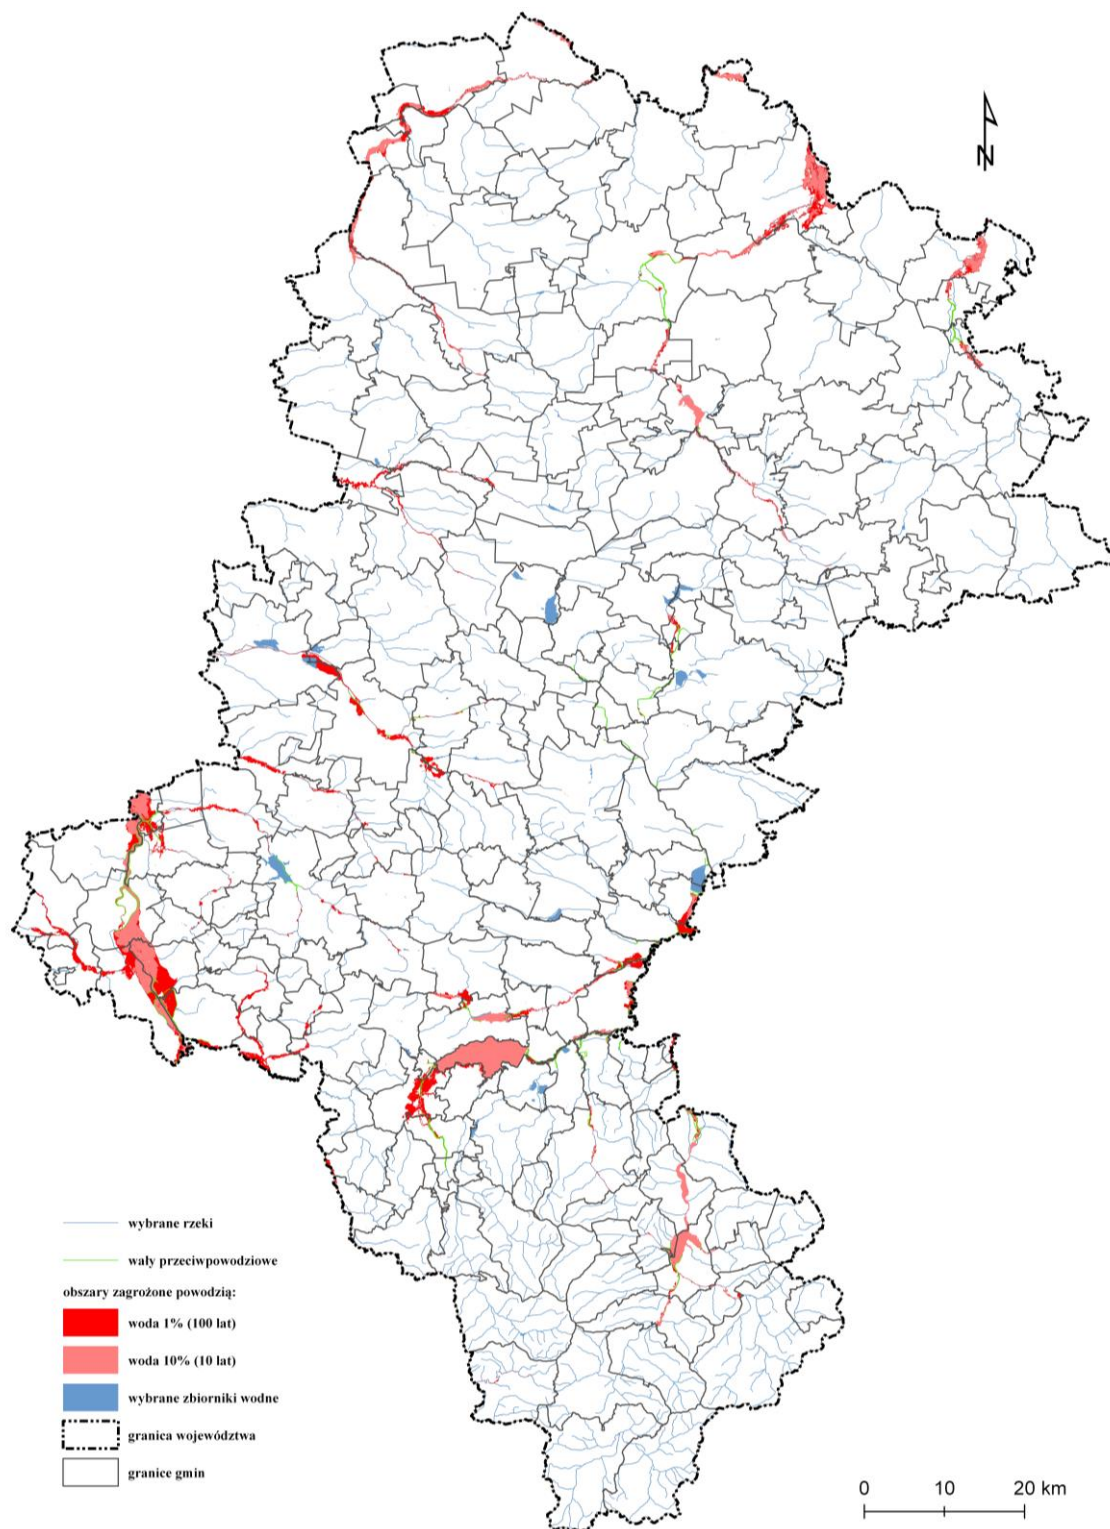 N
wybrane rzeki
wały przeciwpowodziowe
obszary zagrożone powodzią:
woda 1% (100 lat)
woda 10% (10 lat)
wybrane zbiorniki wodne
granica województwa
granice gmin
0 10 20 km